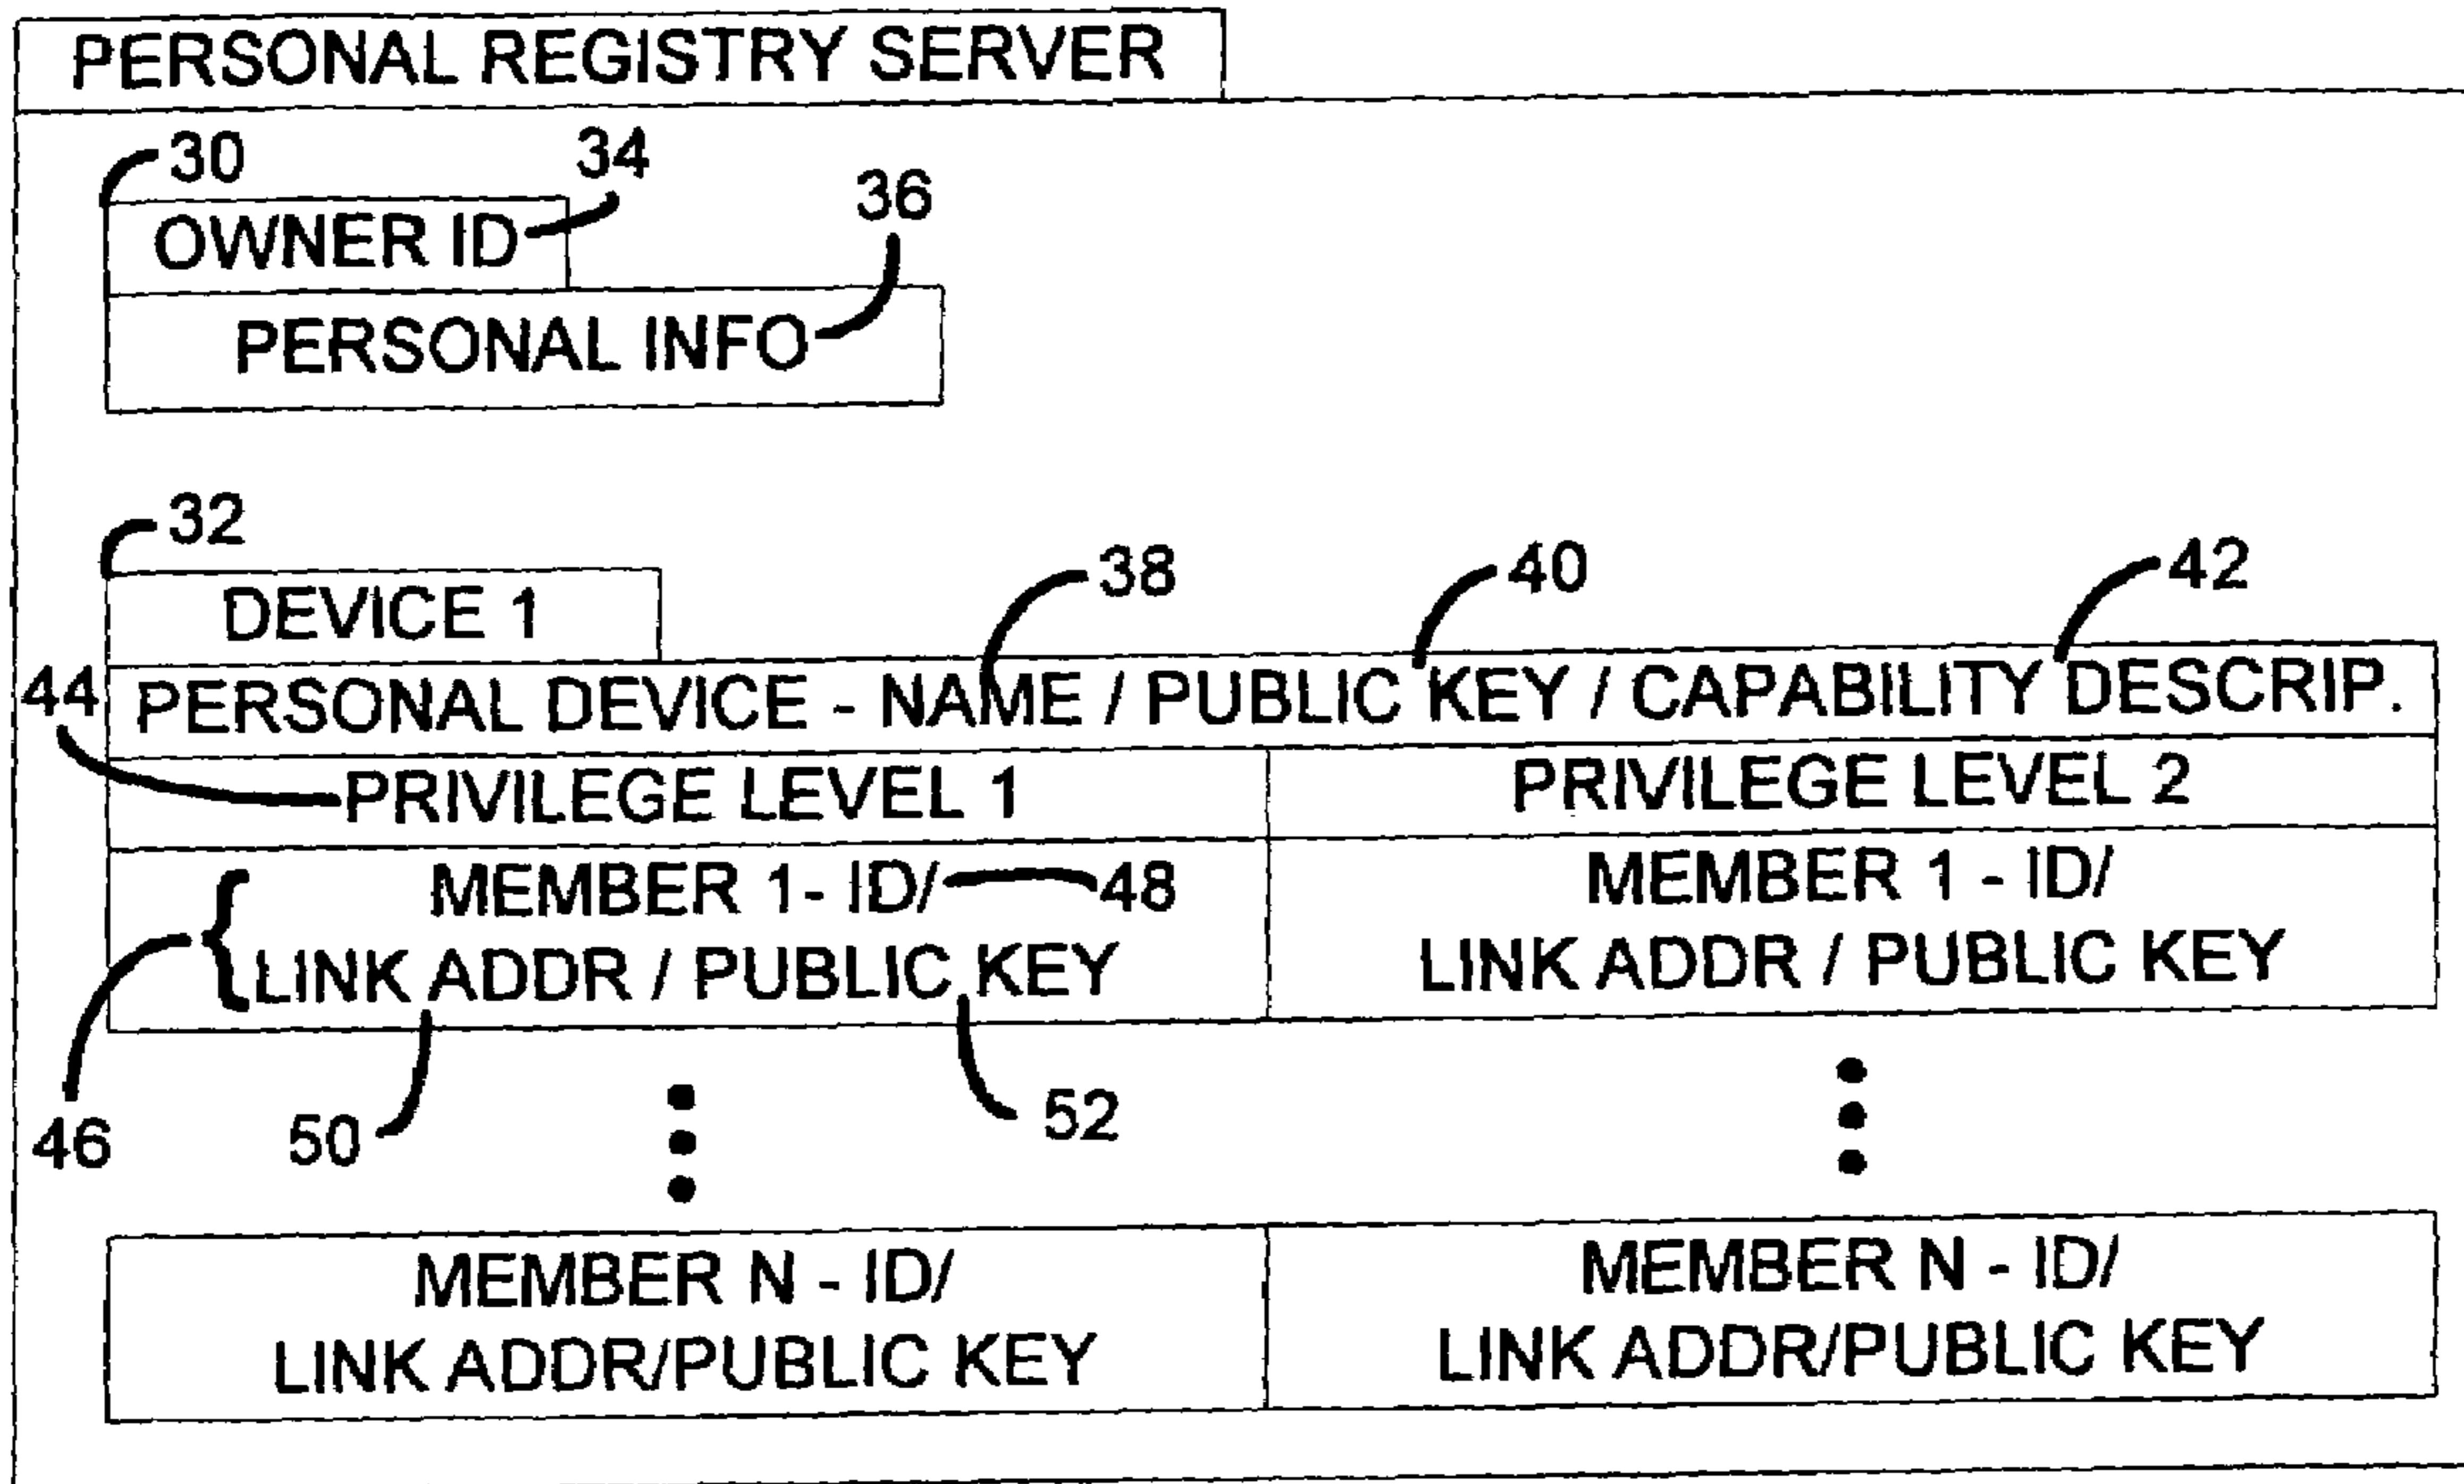 PERSONAL REGISTRY SERVER
30
34
36
OWNER ID
PERSONAL INFO
32
38
40
42
DEVICE 1
44
PERSONAL DEVICE - NAME / PUBLIC KEY / CAPABILITY DESCRIP.
PRIVILEGE LEVEL 1
PRIVILEGE LEVEL 2
MEMBER 1- ID/
48
LINK ADDR / PUBLIC KEY
MEMBER 1 - ID/
LINK ADDR / PUBLIC KEY
46
50
52
MEMBER N - ID/
LINK ADDR/PUBLIC KEY
MEMBER N - ID/
LINK ADDR/PUBLIC KEY